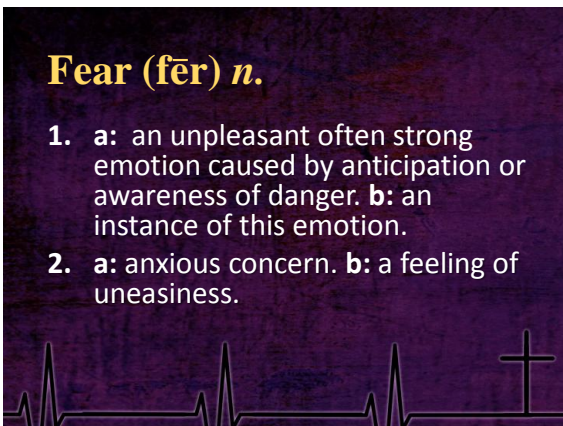 Fear (fēr) n.
1. a: an unpleasant often strong
emotion caused by anticipation or
awareness of danger. b: an
instance of this emotion.
2. a: anxious concern. b: a feeling of
uneasiness.